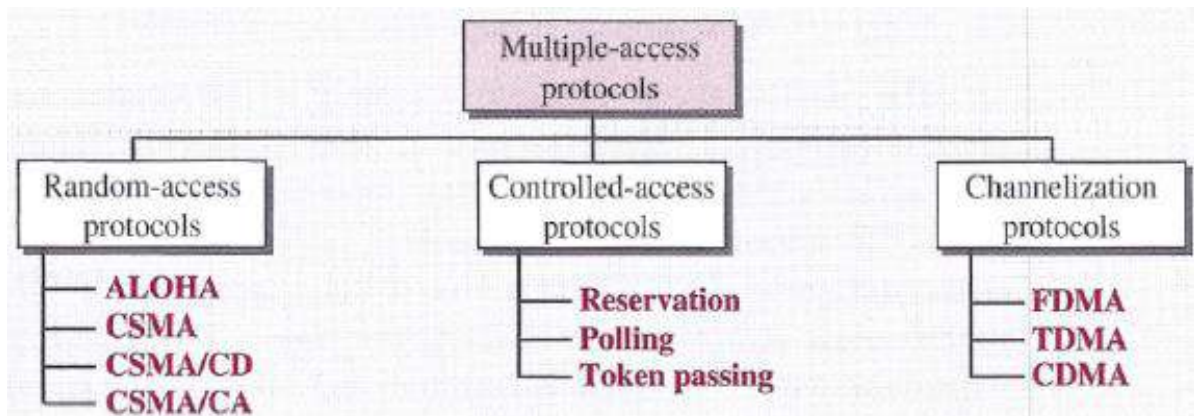 Multiple-access
protocols
Random-access
protocols
ALOHA
CSMA
CSMA/CD
CSMA/CA
Controlled-access
protocols
Reservation
Polling
Token passing
Channelization
protocols
FDMA
TDMA
CDMA